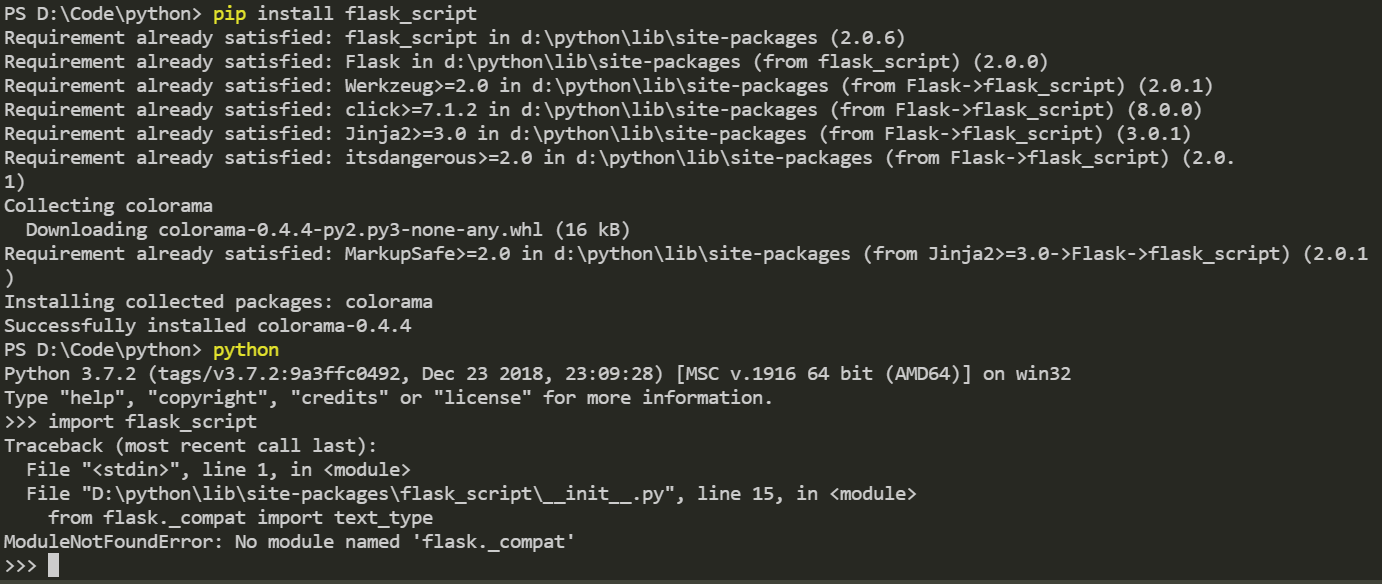 PS D:\Code\python> pip install flask_script
Requirement already satisfied: flask_script in d:\python\lib\site-packages (2.0.6)
Requirement already satisfied: Flask in d:\python\lib\site-packages (from flask_script) (2.0.0)
Requirement already satisfied: Werkzeug>=2.0 in d:\python\lib\site-packages (from Flask->flask_script) (2.0.1)
Requirement already satisfied: click>=7.1.2 in d:\python\lib\site-packages (from Flask->flask_script) (8.0.0)
Requirement already satisfied: Jinja2>=3.0 in d:\python\lib\site-packages (from Flask->flask_script) (3.0.1)
Requirement already satisfied: itsdangerous>=2.0 in d:\python\lib\site-packages (from Flask->flask_script) (2.0.
1)
Collecting colorama
  Downloading colorama-0.4.4-py2.py3-none-any.whl (16 kB)
Requirement already satisfied: MarkupSafe>=2.0 in d:\python\lib\site-packages (from Jinja2>=3.0->Flask->flask_script) (2.0.1
)
Installing collected packages: colorama
Successfully installed colorama-0.4.4
PS D:\Code\python> python
Python 3.7.2 (tags/v3.7.2:9a3ffc0492, Dec 23 2018, 23:09:28) [MSC v.1916 64 bit (AMD64)] on win32
Type "help", "copyright", "credits" or "license" for more information.
>>> import flask_script
Traceback (most recent call last):
  File "<stdin>", line 1, in <module>
  File "D:\python\lib\site-packages\flask_script\__init__.py", line 15, in <module>
    from flask._compat import text_type
ModuleNotFoundError: No module named 'flask._compat'
>>>